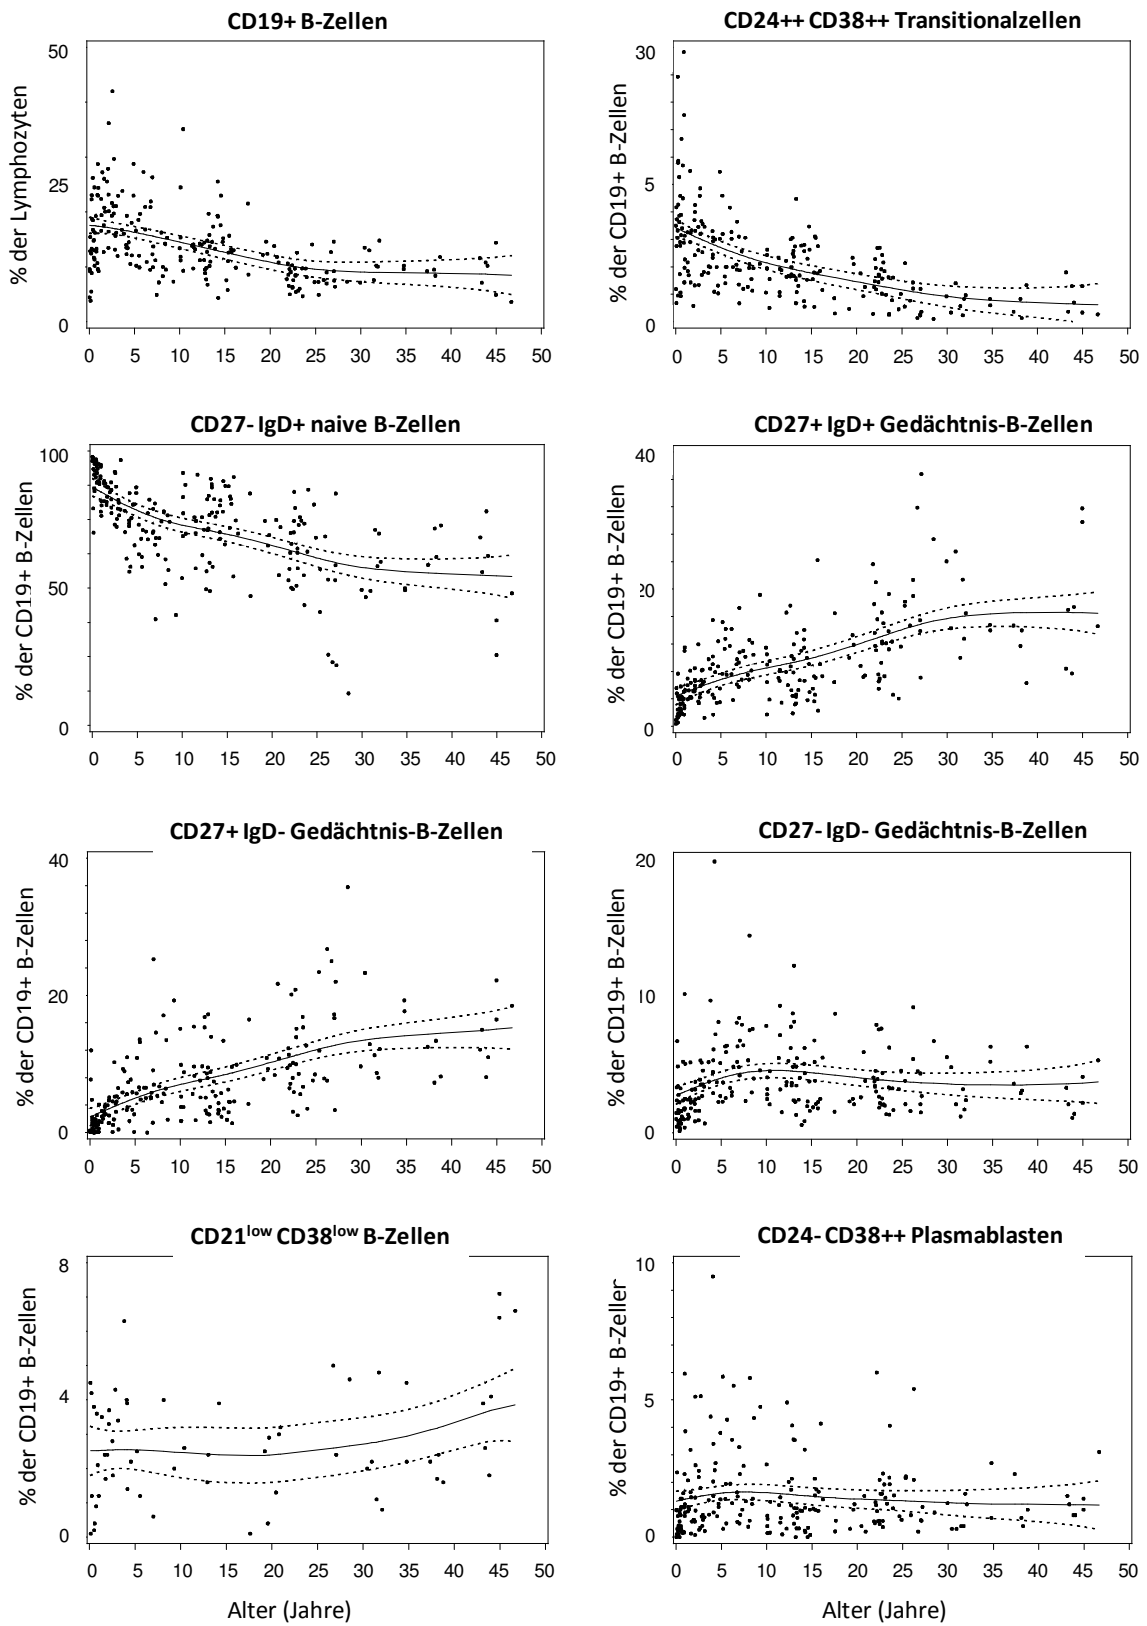 CD19+ B-Zellen
% der Lymphozyten
50
25
0
0 5 10 15 20 25 30 35 40 45 50
CD24++ CD38++ Transitionalzellen
% der CD19+ B-Zellen
30
5
0
0 5 10 15 20 25 30 35 40 45 50
CD27- IgD+ naive B-Zellen
% der CD19+ B-Zellen
100
50
0
0 5 10 15 20 25 30 35 40 45 50
CD27+ IgD+ Gedächtnis-B-Zellen
% der CD19+ B-Zellen
40
20
0
0 5 10 15 20 25 30 35 40 45 50
CD27+ IgD- Gedächtnis-B-Zellen
% der CD19+ B-Zellen
40
20
0
0 5 10 15 20 25 30 35 40 45 50
CD27- IgD- Gedächtnis-B-Zellen
% der CD19+ B-Zellen
20
10
0
0 5 10 15 20 25 30 35 40 45 50
CD21low CD38low B-Zellen
% der CD19+ B-Zellen
8
4
0
0 5 10 15 20 25 30 35 40 45 50
Alter (Jahre)
CD24- CD38++ Plasmablasten
% der CD19+ B-Zeller
10
5
0
0 5 10 15 20 25 30 35 40 45 50
Alter (Jahre)